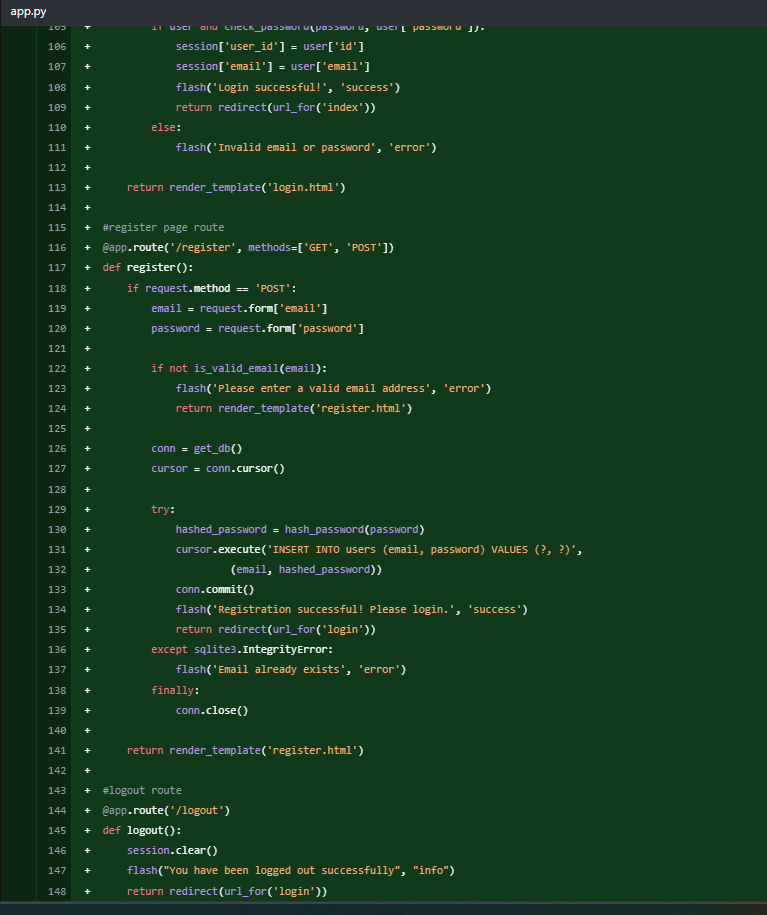 app.py
105 + if user and check_password(password, user['password']):
106 + session['user_id'] = user['id']
107 + session['email'] = user['email']
108 + flash('Login successful!', 'success')
109 + return redirect(url_for('index'))
110 + else:
111 + flash('Invalid email or password', 'error')
112 +
113 + return render_template('login.html')
114 +
115 + #register page route
116 + @app.route('/register', methods=['GET', 'POST'])
117 + def register():
118 + if request.method == 'POST':
119 + email = request.form['email']
120 + password = request.form['password']
121 +
122 + if not is_valid_email(email):
123 + flash('Please enter a valid email address', 'error')
124 + return render_template('register.html')
125 +
126 + conn = get_db()
127 + cursor = conn.cursor()
128 +
129 + try:
130 + hashed_password = hash_password(password)
131 + cursor.execute('INSERT INTO users (email, password) VALUES (?, ?)',
132 + (email, hashed_password))
133 + conn.commit()
134 + flash('Registration successful! Please login.', 'success')
135 + return redirect(url_for('login'))
136 + except sqlite3.IntegrityError:
137 + flash('Email already exists', 'error')
138 + finally:
139 + conn.close()
140 +
141 + return render_template('register.html')
142 +
143 + #logout route
144 + @app.route('/logout')
145 + def logout():
146 + session.clear()
147 + flash("You have been logged out successfully", "info")
148 + return redirect(url_for('login'))